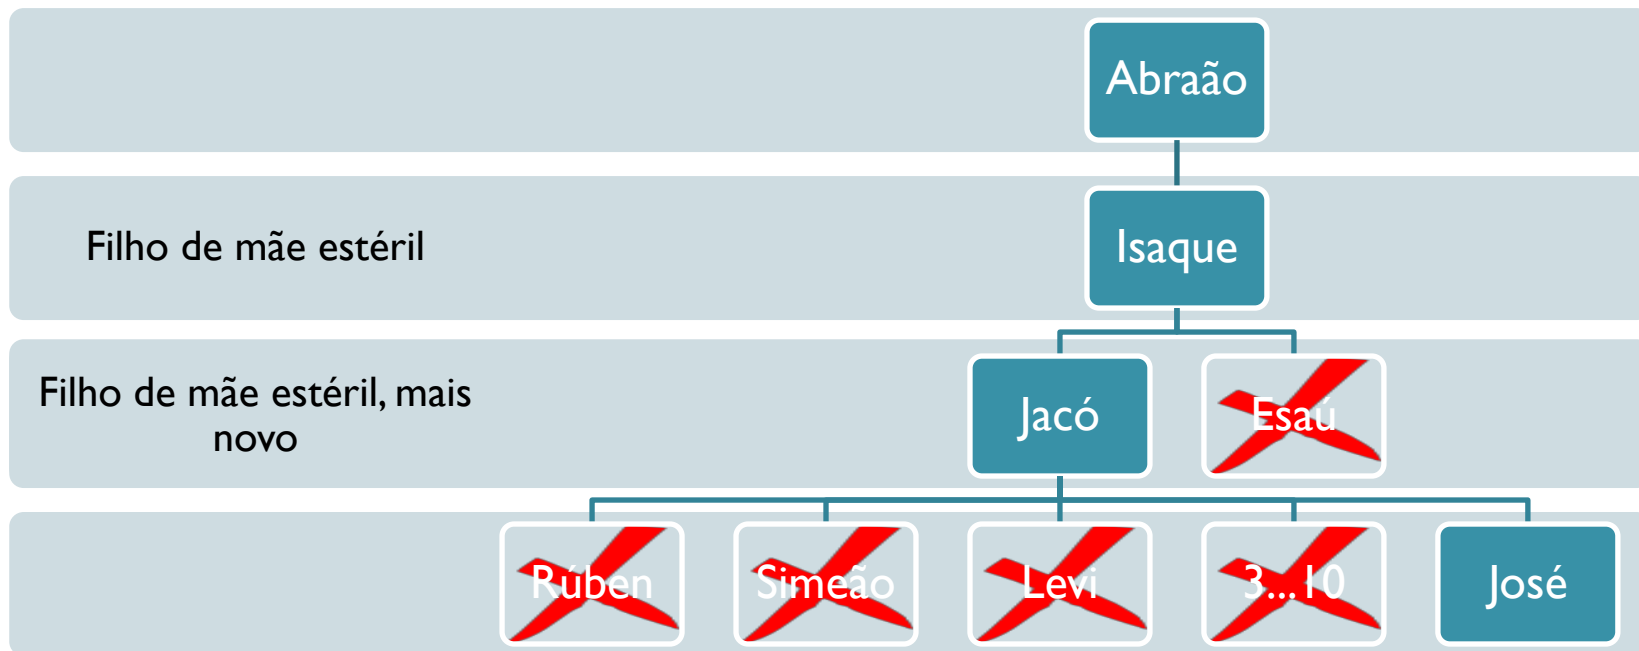 Abraão
Filho de mãe estéril
Isaque
Filho de mãe estéril, mais
novo
Jacó
Esaú
Rúben
Simeão
Levi
3...10
José